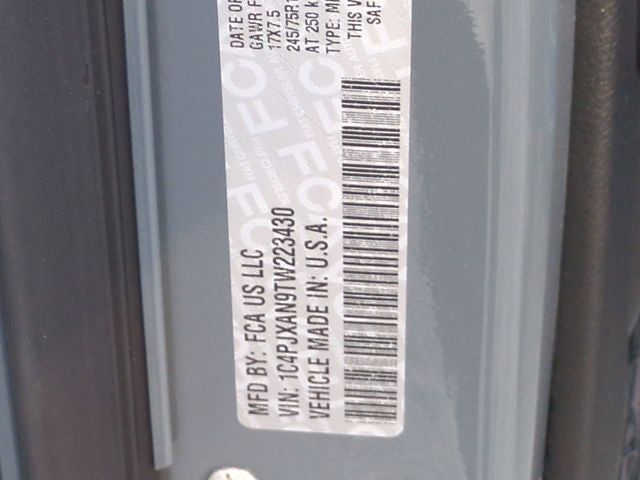 MFD BY: FCA US LLC
DATE OF
VIN: 1C4PJXAN9TW223430
GAWR F
17X7.5
VEHICLE MADE IN: U.S.A.
245/75R1
AT 250 k
TYPE: M
THIS V
SAF